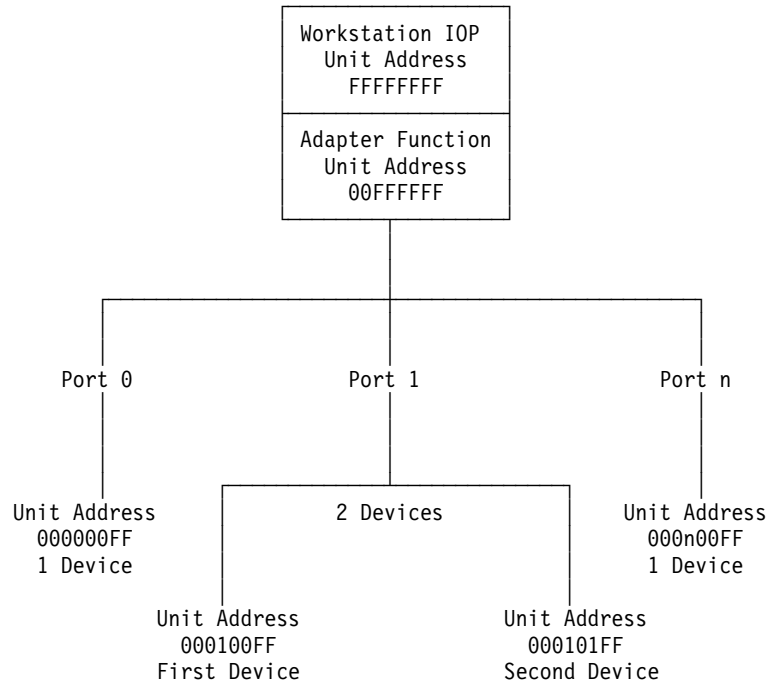 Workstation IOP
Unit Address
FFFFFFFF
Adapter Function
Unit Address
00FFFFFF
Port 0
Port 1
Port n
Unit Address
000000FF
1 Device
2 Devices
Unit Address
000n00FF
1 Device
Unit Address
000100FF
First Device
Unit Address
000101FF
Second Device